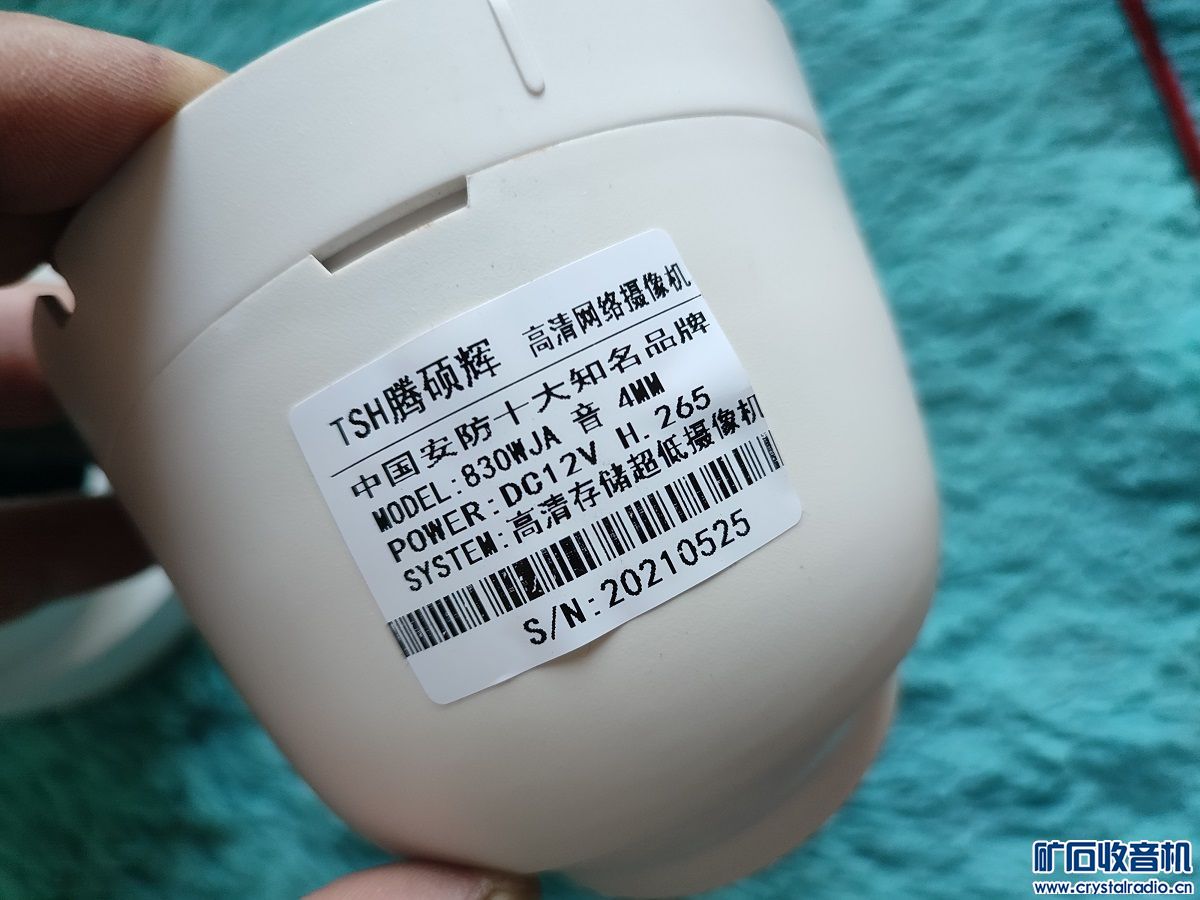 TSH腾硕辉 高清网络摄像机
中国安防十大知名品牌
MODEL:830WJA 音 4MM
POWER:DC12V H.265
SYSTEM:高清存储超低摄像机
S/N:20210525
矿石收音机
www.crystalradio.cn